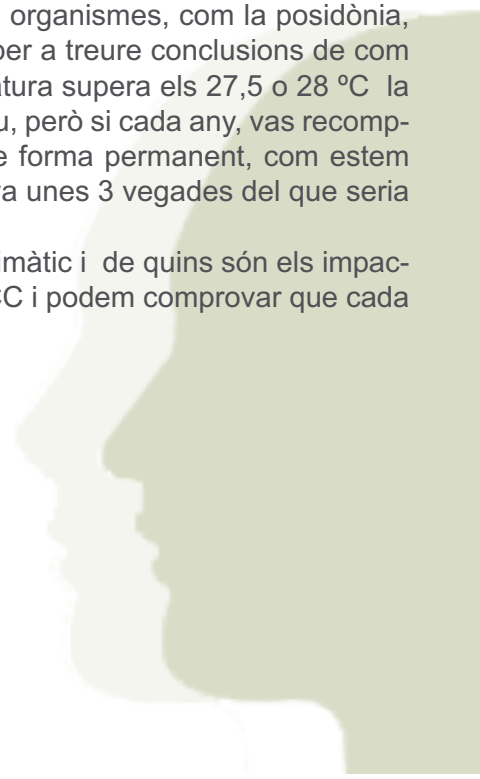 organismes, com la posidònia,
per a treure conclusions de com
atura supera els 27,5 o 28 ºC la
u, però si cada any, vas recomp-
e forma permanent, com estem
va unes 3 vegades del que seria
imàtic i de quins són els impac-
CC i podem comprovar que cada